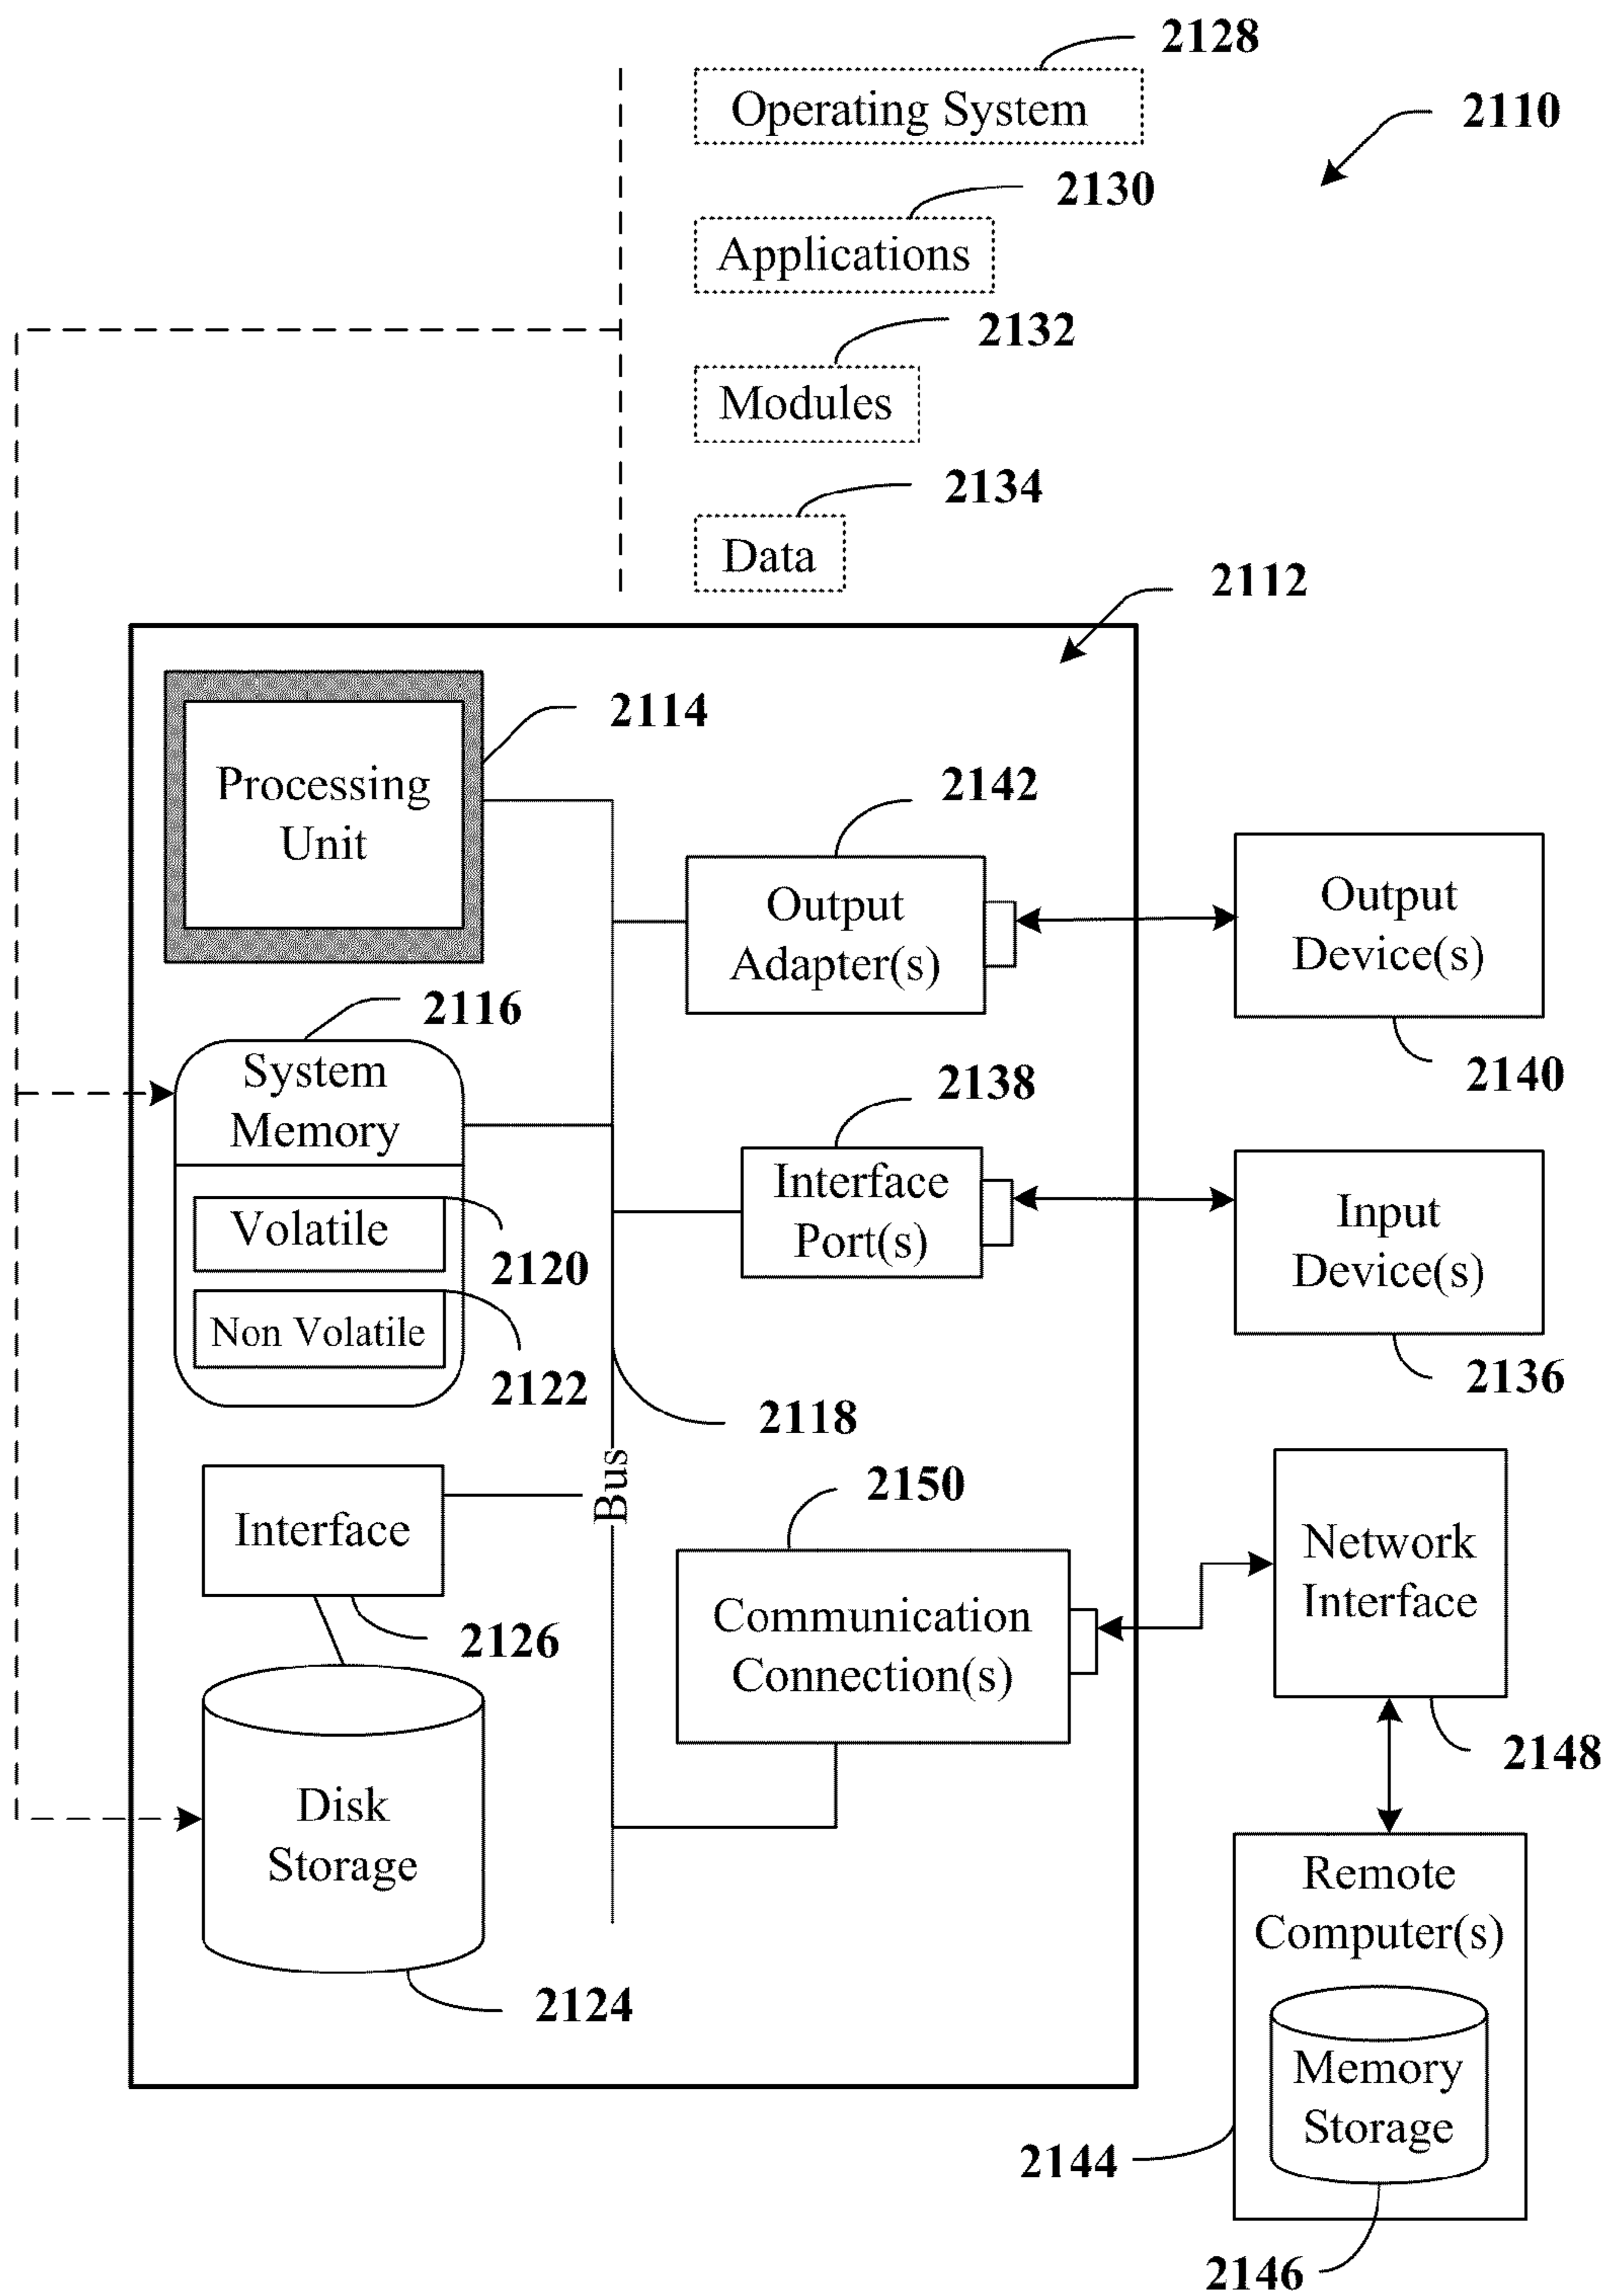 2128
Operating System
2110
2130
Applications
2132
Modules
2134
Data
2112
2114
Processing
Unit
2142
Output
Adapter(s)
Output
Device(s)
2140
2116
System
Memory
2138
Interface
Port(s)
Input
Device(s)
2136
Volatile
2120
Non Volatile
2122
2118
Bus
2150
Interface
2126
Communication
Connection(s)
Network
Interface
2148
Disk
Storage
2124
Remote
Computer(s)
Memory
Storage
2144
2146